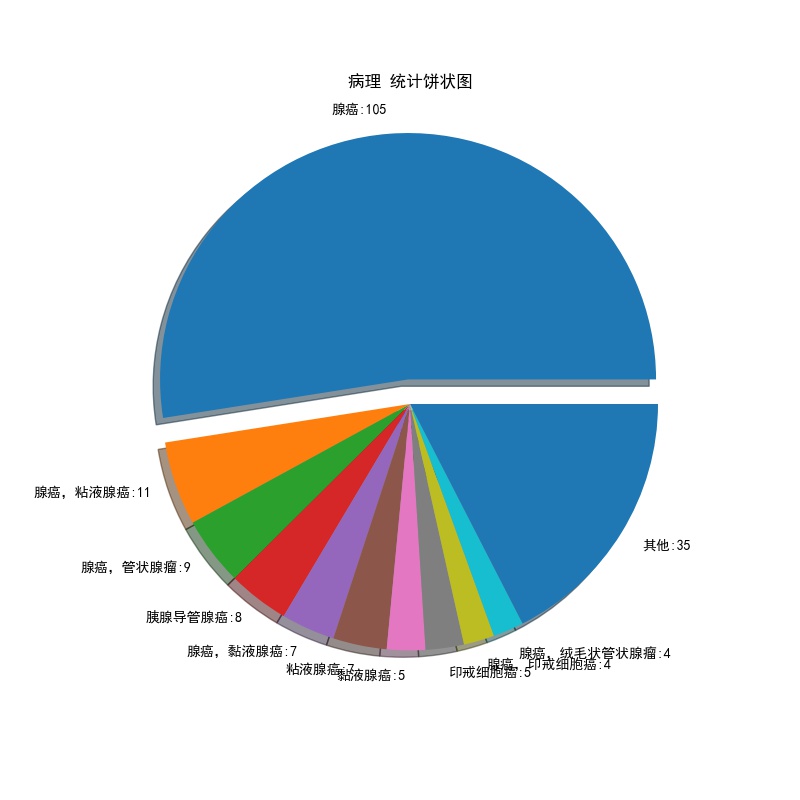 病理 统计饼状图
腺癌:105
腺癌, 粘液腺癌:11
腺癌, 管状腺瘤:9
胰腺导管腺癌:8
腺癌, 黏液腺癌:7
粘液腺癌:7
黏液腺癌:5
印戒细胞癌:5
腺癌, 印戒细胞癌:4
腺癌, 绒毛状管状腺瘤:4
其他:35